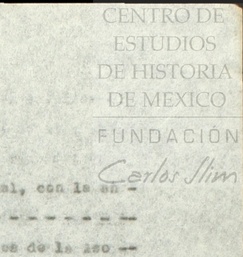 CENTRO DE
ESTUDIOS
DE HISTORIA
DE MEXICO
FUNDACIÓN
Carlos Slim
al, con la en -
- - - - - - -
es de la Aso --